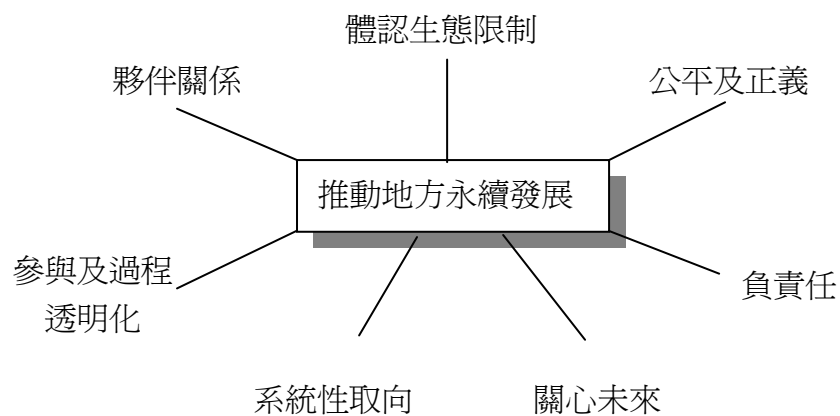 體認生態限制
夥伴關係
公平及正義
推動地方永續發展
參與及過程
透明化
負責任
系統性取向
關心未來